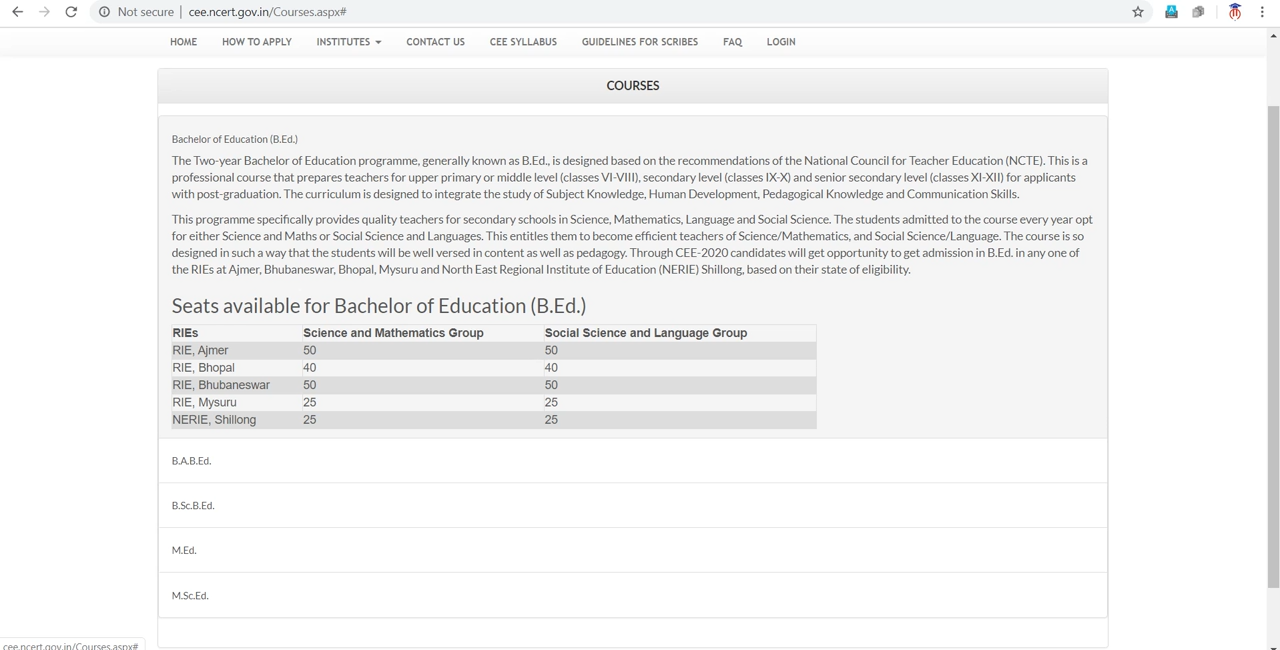 Not secure | cee.ncert.gov.in/Courses.aspx#
HOME HOW TO APPLY INSTITUTES CONTACT US CEE SYLLABUS GUIDELINES FOR SCRIBES FAQ LOGIN
COURSES
Bachelor of Education (B.Ed.)
The Two-year Bachelor of Education programme, generally known as B.Ed., is designed based on the recommendations of the National Council for Teacher Education (NCTE). This is a
professional course that prepares teachers for upper primary or middle level (classes VI-VIII), secondary level (classes IX-X) and senior secondary level (classes XI-XII) for applicants
with post-graduation. The curriculum is designed to integrate the study of Subject Knowledge, Human Development, Pedagogical Knowledge and Communication Skills.
This programme specifically provides quality teachers for secondary schools in Science, Mathematics, Language and Social Science. The students admitted to the course every year opt
for either Science and Maths or Social Science and Languages. This entitles them to become efficient teachers of Science/Mathematics, and Social Science/Language. The course is so
designed in such a way that the students will be well versed in content as well as pedagogy. Through CEE-2020 candidates will get opportunity to get admission in B.Ed. in any one of
the RIEs at Ajmer, Bhubaneswar, Bhopal, Mysuru and North East Regional Institute of Education (NERIE) Shillong, based on their state of eligibility.
Seats available for Bachelor of Education (B.Ed.)
RIEs Science and Mathematics Group Social Science and Language Group
RIE, Ajmer 50 50
RIE, Bhopal 40 40
RIE, Bhubaneswar 50 50
RIE, Mysuru 25 25
NERIE, Shillong 25 25
B.A.B.Ed.
B.Sc.B.Ed.
M.Ed.
M.Sc.Ed.
cee.ncert.gov.in/Courses.aspx#